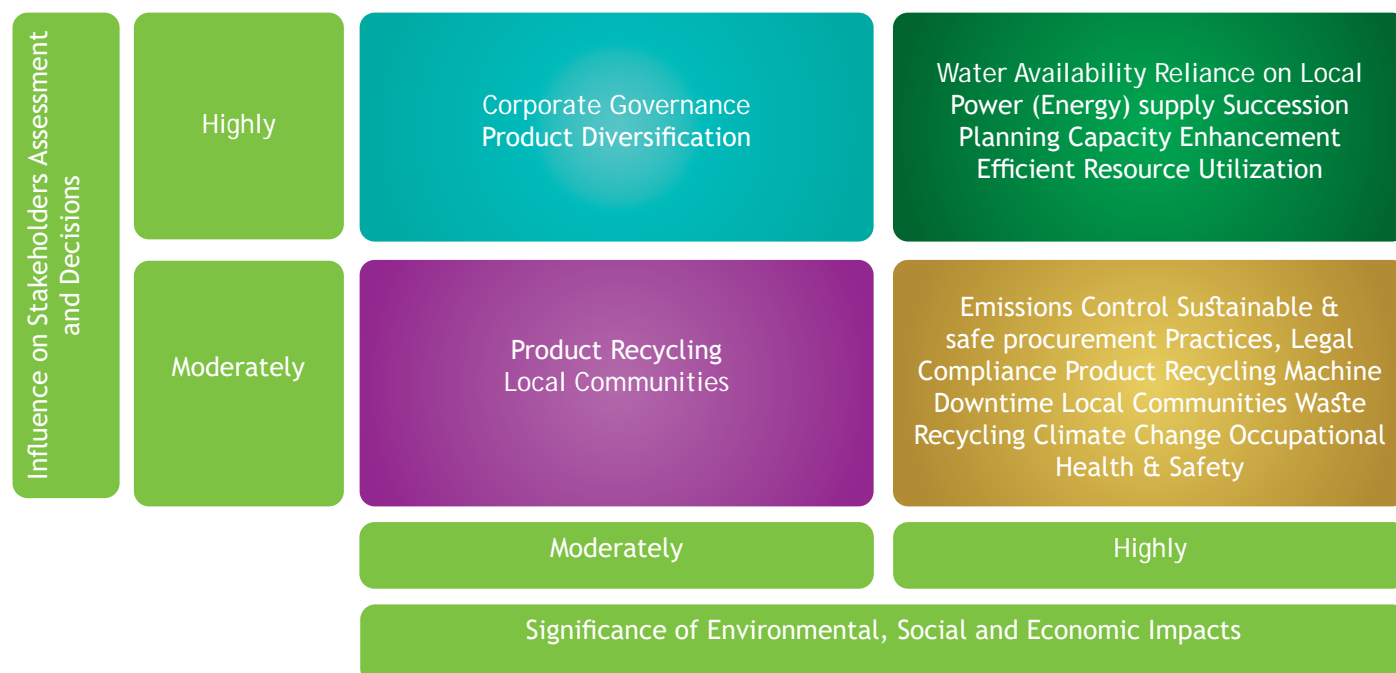 Influence on Stakeholders Assessment
and Decisions
Highly
Corporate Governance
Product Diversification
Water Availability Reliance on Local
Power (Energy) supply Succession
Planning Capacity Enhancement
Efficient Resource Utilization
Moderately
Product Recycling
Local Communities
Emissions Control Sustainable &
safe procurement Practices, Legal
Compliance Product Recycling Machine
Downtime Local Communities Waste
Recycling Climate Change Occupational
Health & Safety
Moderately
Highly
Significance of Environmental, Social and Economic Impacts